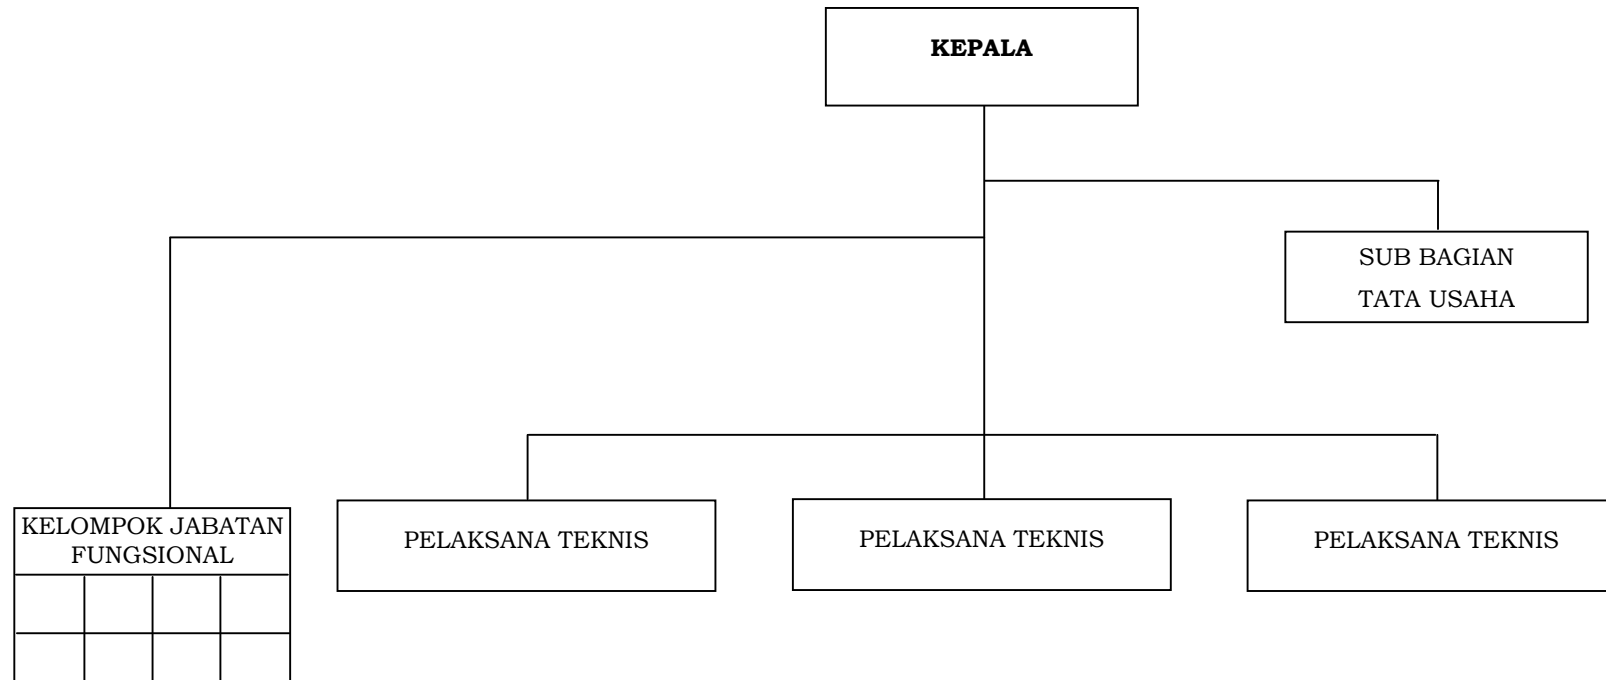 KEPALA
SUB BAGIAN
TATA USAHA
KELOMPOK JABATAN
FUNGSIONAL
PELAKSANA TEKNIS
PELAKSANA TEKNIS
PELAKSANA TEKNIS